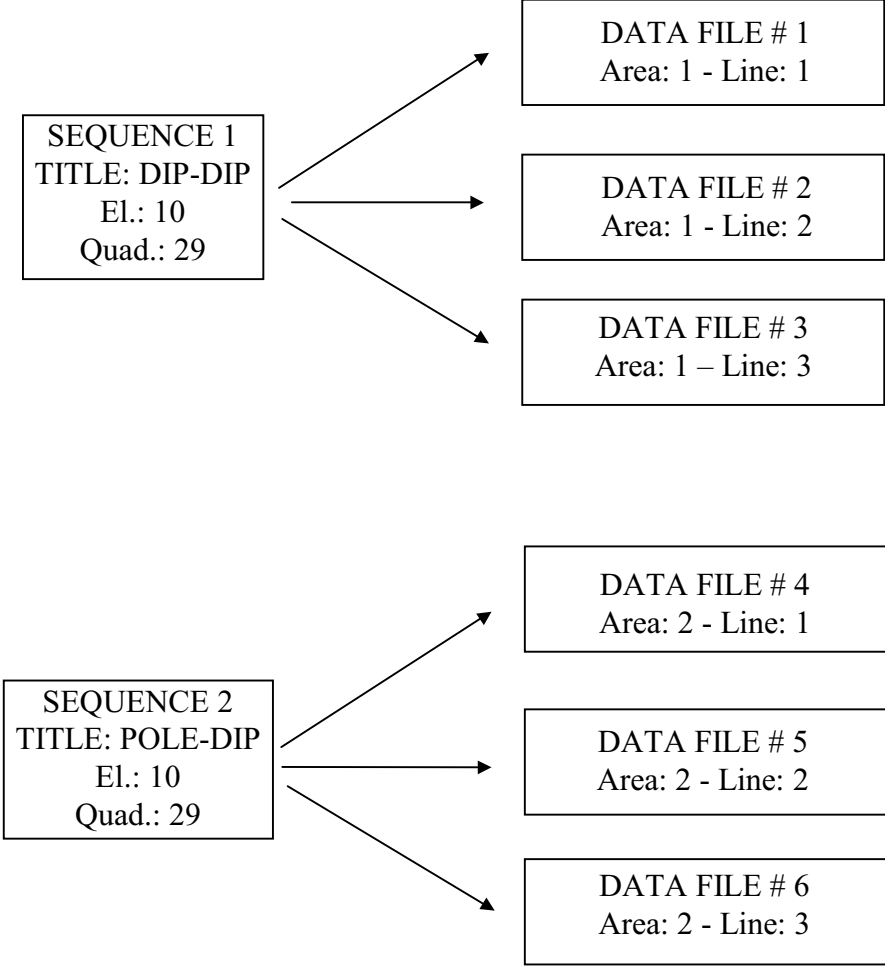 DATA FILE # 1
Area: 1 - Line: 1
SEQUENCE 1
TITLE: DIP-DIP
El.: 10
Quad.: 29
DATA FILE # 2
Area: 1 - Line: 2
DATA FILE # 3
Area: 1 – Line: 3
DATA FILE # 4
Area: 2 - Line: 1
SEQUENCE 2
TITLE: POLE-DIP
El.: 10
Quad.: 29
DATA FILE # 5
Area: 2 - Line: 2
DATA FILE # 6
Area: 2 - Line: 3